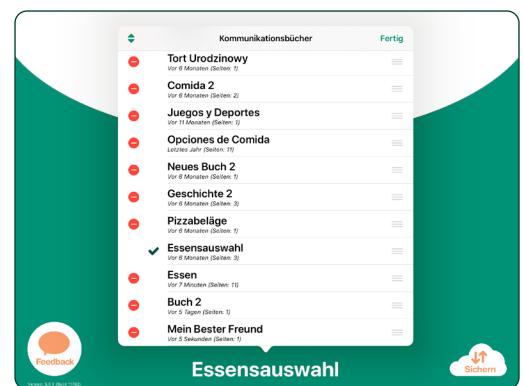 Kommunikationsbücher
Fertig
Tort Urodzinowy
Vor 6 Monaten (Seiten: 1)
Comida 2
Vor 6 Monaten (Seiten: 2)
Juegos y Deportes
Vor 11 Monaten (Seiten: 1)
Opciones de Comida
Letztes Jahr (Seiten: 11)
Neues Buch 2
Vor 6 Monaten (Seiten: 1)
Geschichte 2
Vor 6 Monaten (Seiten: 3)
Pizzabeläge
Vor 6 Monaten (Seiten: 1)
Essensauswahl
Vor 6 Monaten (Seiten: 3)
Essen
Vor 7 Minuten (Seiten: 11)
Buch 2
Vor 5 Tagen (Seiten: 1)
Mein Bester Freund
Vor 5 Sekunden (Seiten: 1)
Feedback
Essensauswahl
Sichern